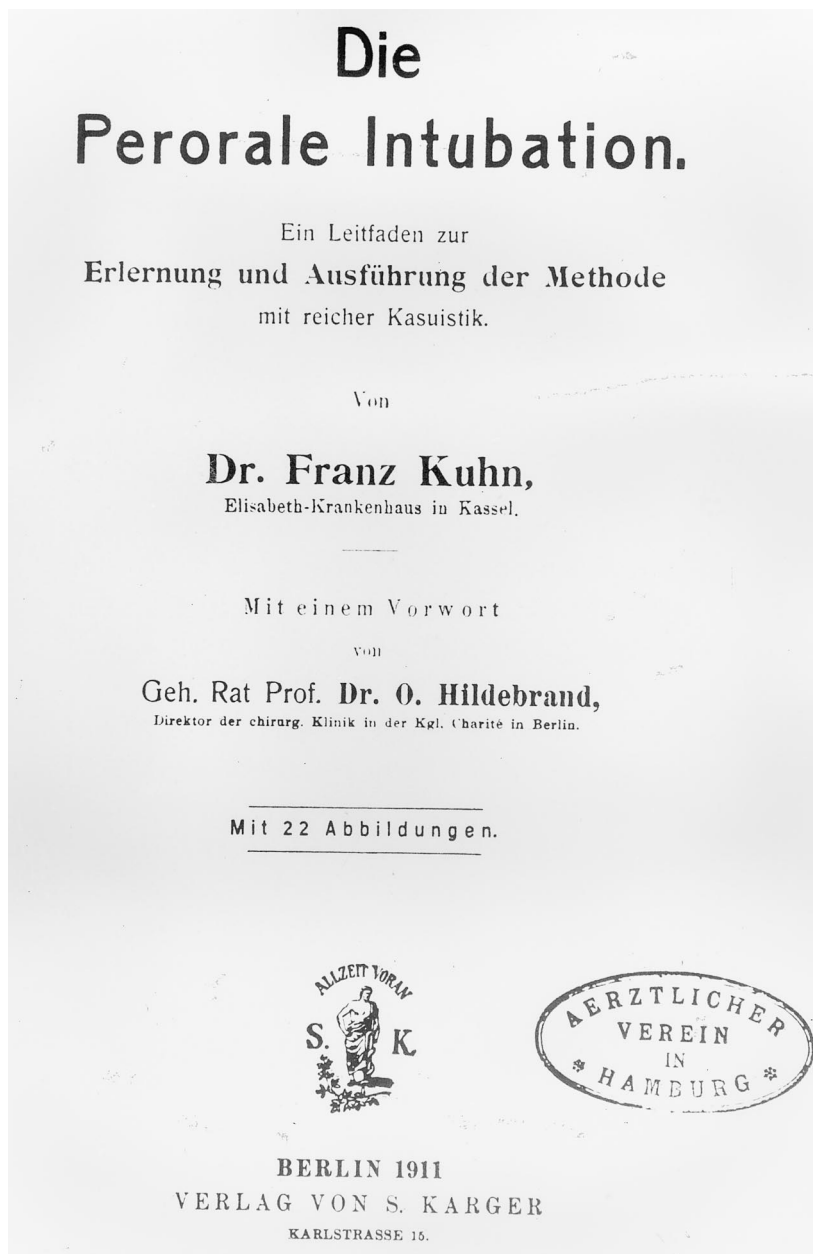 Die
Perorale Intubation.
Ein Leitfaden zur
Erlernung und Ausführung der Methode
mit reicher Kasuistik.
Von
Dr. Franz Kuhn,
Elisabeth-Krankenhaus in Kassel.
Mit einem Vorwort
von
Geh. Rat Prof. Dr. O. Hildebrand,
Direktor der chirurg. Klinik in der Kgl. Charité in Berlin.
Mit 22 Abbildungen.
ALLZEIT VORAN
S. K.
AERZTLICHER
VEREIN
IN
* HAMBURG *
BERLIN 1911
VERLAG VON S. KARGER
KARLSTRASSE 15.